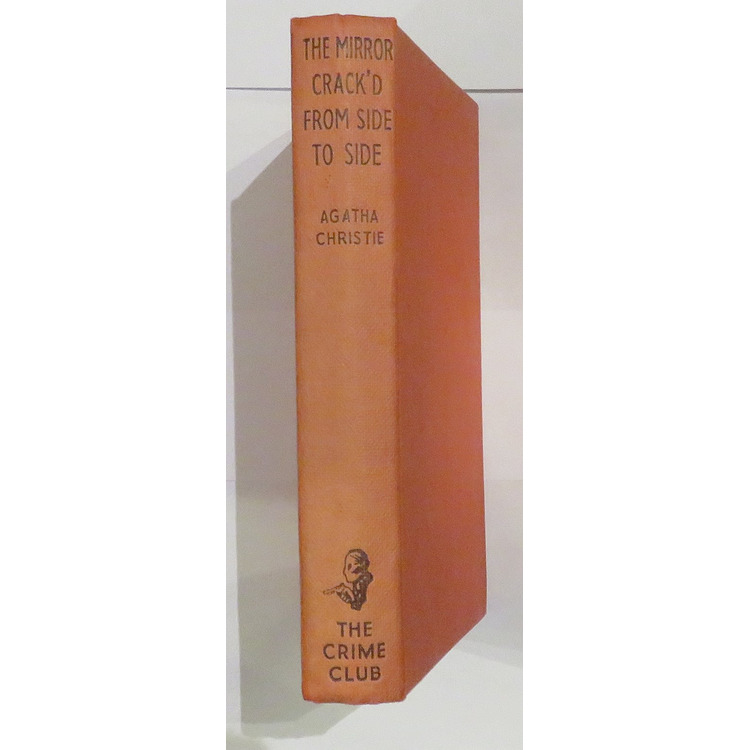 THE MIRROR
CRACK'D
FROM SIDE
TO SIDE
AGATHA
CHRISTIE
THE
CRIME
CLUB